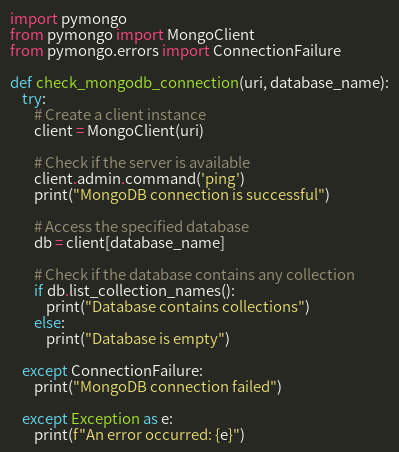 import pymongo
from pymongo import MongoClient
from pymongo.errors import ConnectionFailure

def check_mongodb_connection(uri, database_name):
    try:
        # Create a client instance
        client = MongoClient(uri)

        # Check if the server is available
        client.admin.command('ping')
        print("MongoDB connection is successful")

        # Access the specified database
        db = client[database_name]

        # Check if the database contains any collection
        if db.list_collection_names():
            print("Database contains collections")
        else:
            print("Database is empty")

    except ConnectionFailure:
        print("MongoDB connection failed")

    except Exception as e:
        print(f"An error occurred: {e}")